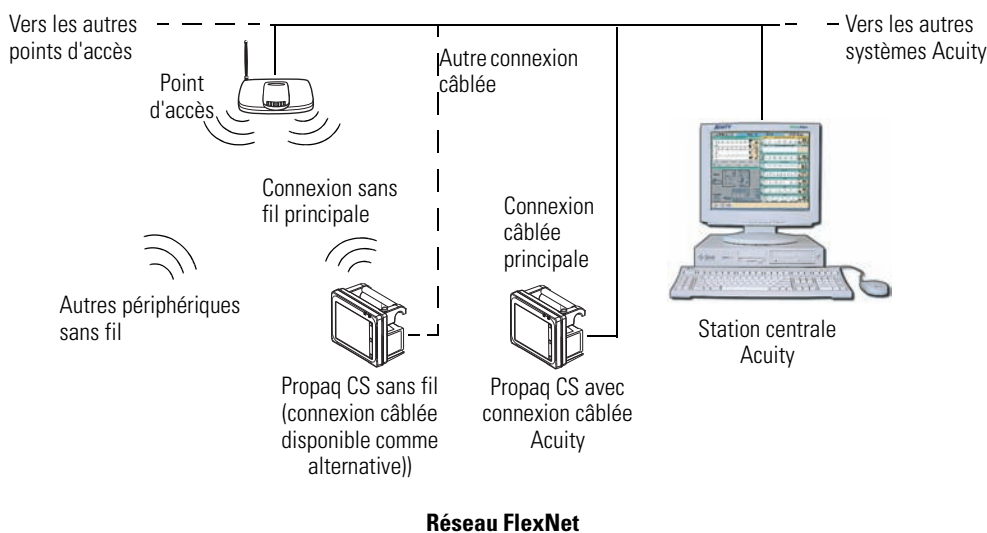 Vers les autres
points d'accès
Vers les autres
systèmes Acuity
Autre connexion
câblée
Point
d'accès
Connexion sans
fil principale
Connexion
câblée
principale
Autres périphériques
sans fil
Station centrale
Acuity
Propaq CS sans fil
(connexion câblée
disponible comme
alternative))
Propaq CS avec
connexion câblée
Acuity
Réseau FlexNet